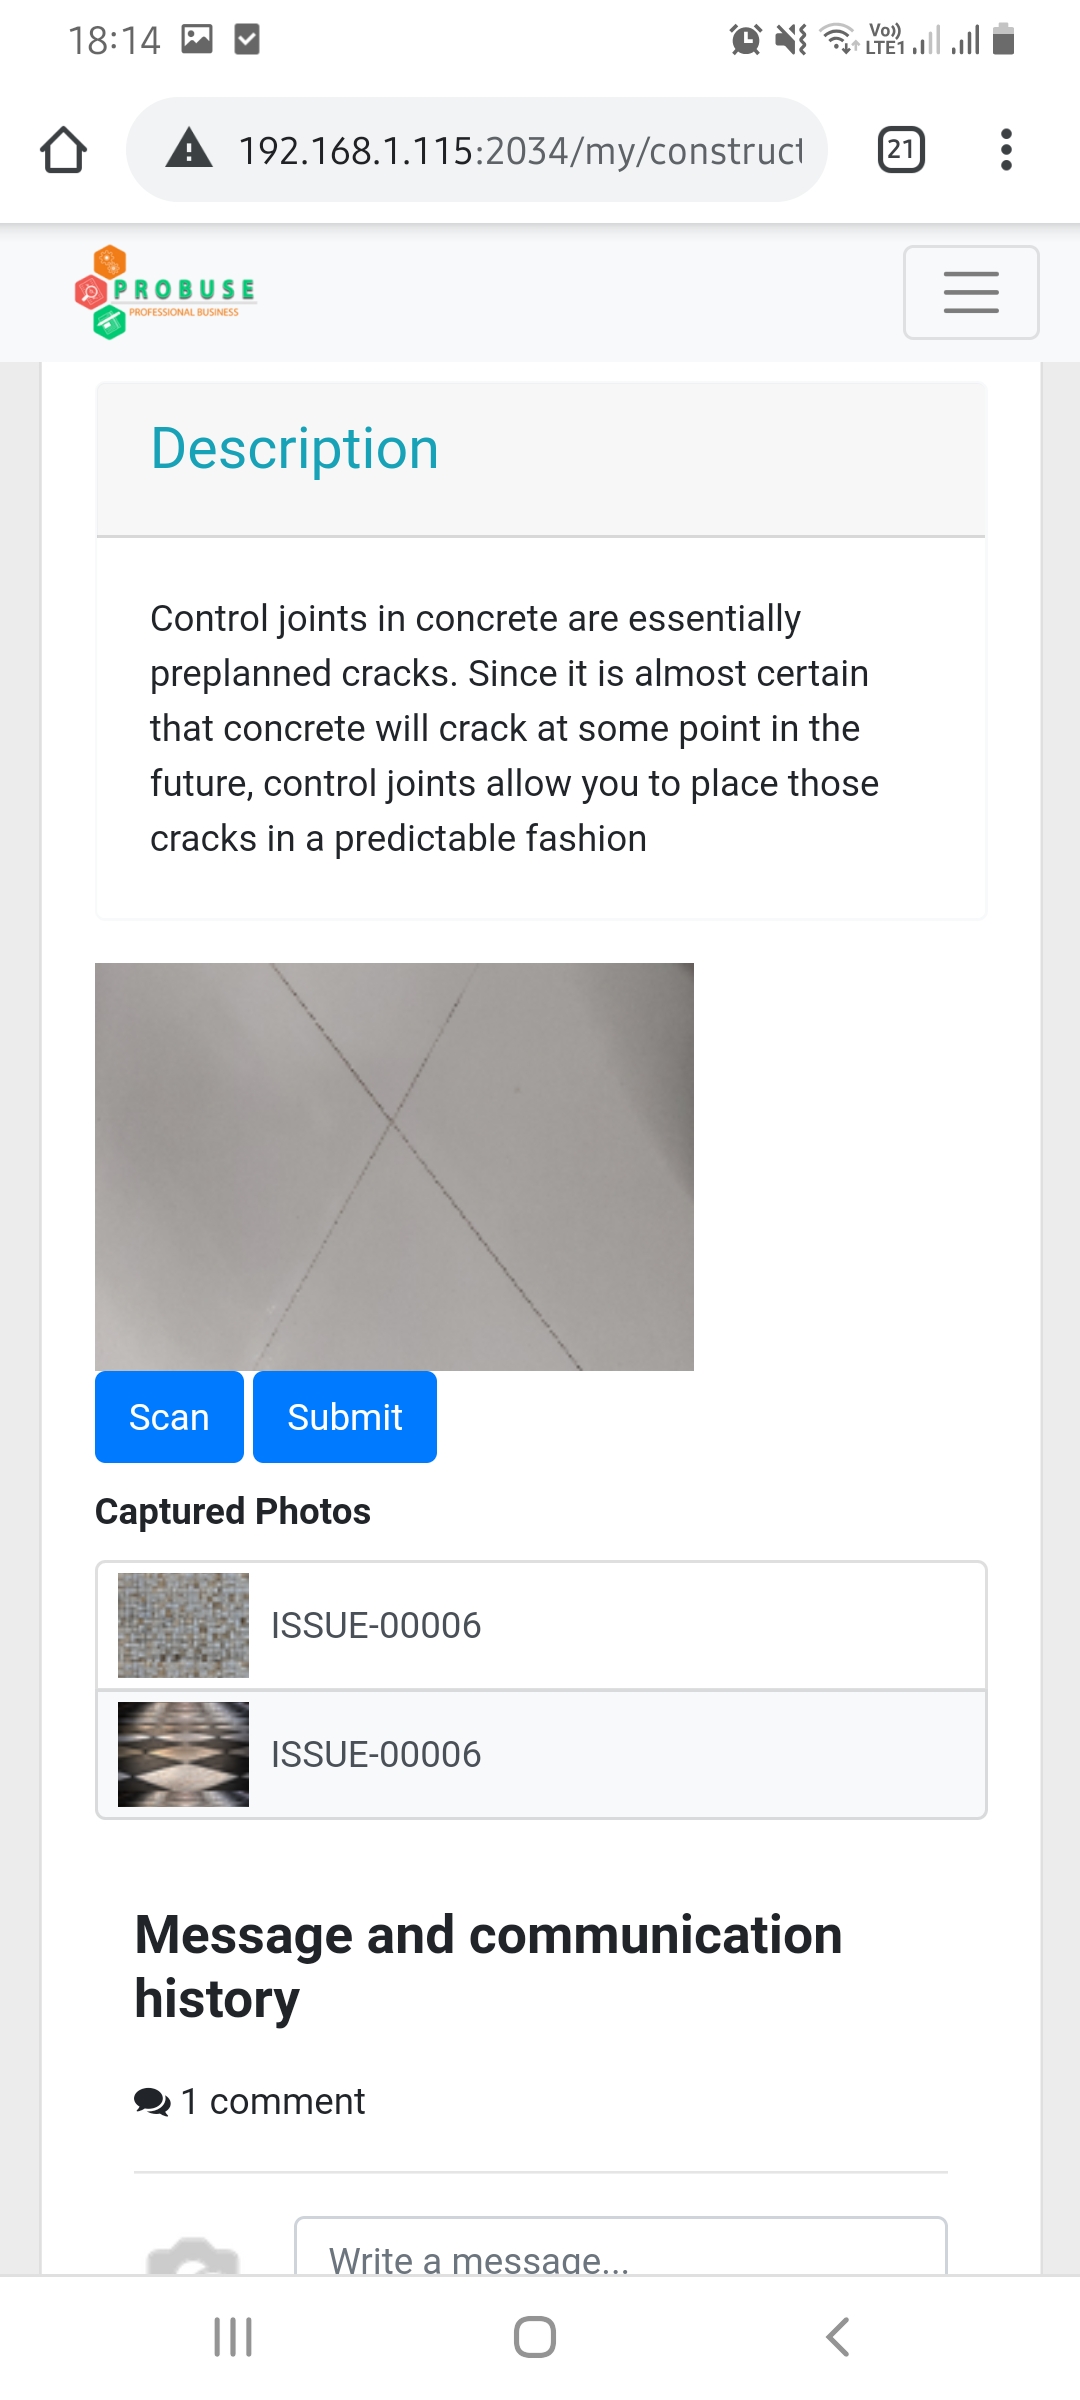 18:14
Vo)) LTE1
192.168.1.115:2034/my/construct
21
PROBUSE
PROFESSIONAL BUSINESS
Description
Control joints in concrete are essentially
preplanned cracks. Since it is almost certain
that concrete will crack at some point in the
future, control joints allow you to place those
cracks in a predictable fashion
Scan Submit
Captured Photos
ISSUE-00006
ISSUE-00006
Message and communication
history
1 comment
Write a message...